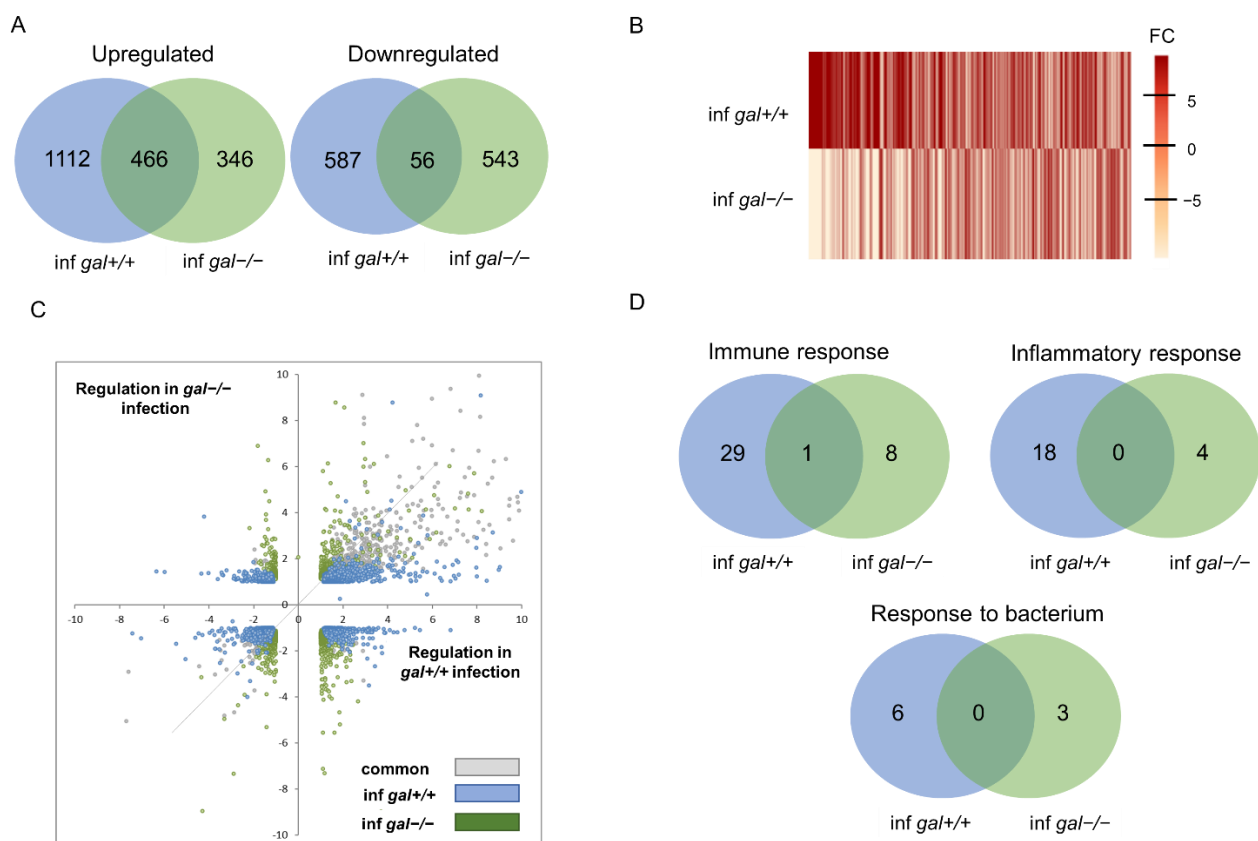 A
Upregulated
Downregulated
1112
466
346
587
56
543
inf gal+/+
inf gal−/−
inf gal+/+
inf gal−/−
B
FC
inf gal+/+
inf gal−/−
5
0
−5
C
Regulation in gal−/−
infection
10
8
6
4
2
0
-10
-8
-6
-4
-2
0
2
4
6
8
10
-2
-4
-6
-8
-10
Regulation in
gal+/+ infection
common
inf gal+/+
inf gal−/−
D
Immune response
29
1
8
inf gal+/+
inf gal−/−
Inflammatory response
18
0
4
inf gal+/+
inf gal−/−
Response to bacterium
6
0
3
inf gal+/+
inf gal−/−